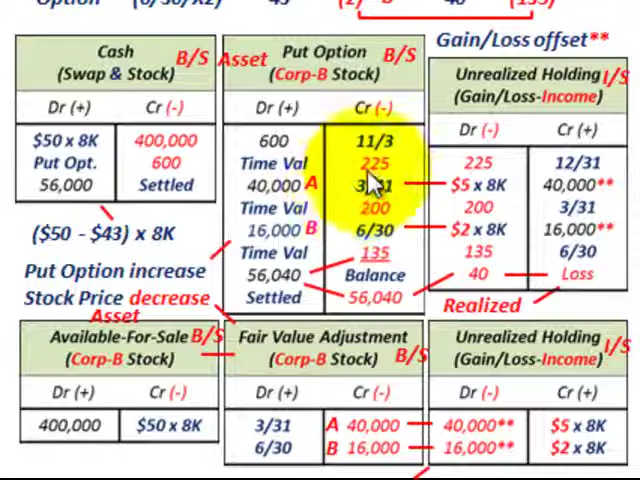 Option (6/30/X2) 45 (2) B 40 (135)
Gain/Loss offset**
Cash B/S
(Swap & Stock)
Dr (+) Cr (-)
$50 x 8K 400,000
Put Opt. 600
56,000 Settled
($50 - $43) x 8K
Put Option increase
Stock Price decrease
Asset
Asset Put Option B/S
(Corp-B Stock)
Dr (+) Cr (-)
600 11/3
Time Val 225
40,000 A
Time Val 200
16,000 B 6/30
Time Val 135
56,040 Balance
Settled 56,040
Unrealized Holding I/S
(Gain/Loss-Income)
Dr (-) Cr (+)
225 12/31
$5 x 8K 40,000**
200 3/31
$2 x 8K 16,000**
135 6/30
40 Loss
Realized
Available-For-Sale B/S
(Corp-B Stock)
Dr (+) Cr (-)
400,000 $50 x 8K
Fair Value Adjustment
(Corp-B Stock) B/S
Dr (+) Cr (-)
3/31 A 40,000
6/30 B 16,000
Unrealized Holding I/S
(Gain/Loss-Income)
Dr (-) Cr (+)
40,000** $5 x 8K
16,000** $2 x 8K